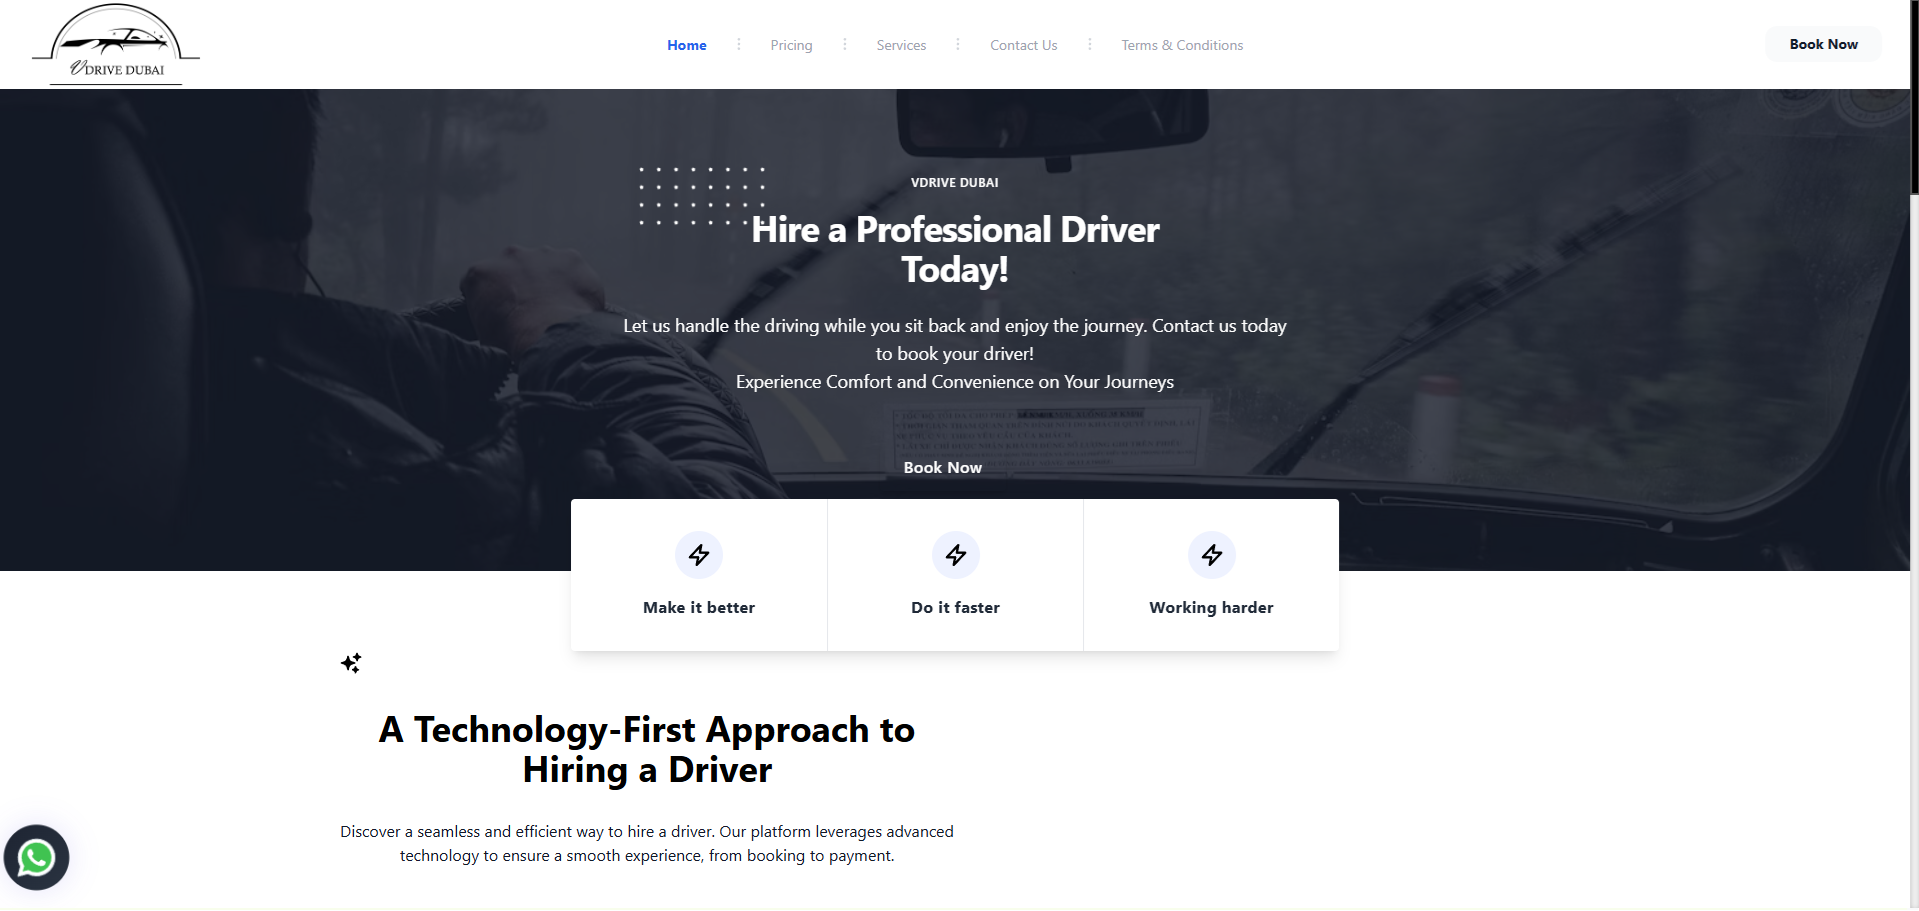 VDRIVE DUBAI
Home
Pricing
Services
Contact Us
Terms & Conditions
Book Now
VDRIVE DUBAI
Hire a Professional Driver
Today!
Let us handle the driving while you sit back and enjoy the journey. Contact us today
to book your driver!
Experience Comfort and Convenience on Your Journeys
Book Now
Make it better
Do it faster
Working harder
A Technology-First Approach to
Hiring a Driver
Discover a seamless and efficient way to hire a driver. Our platform leverages advanced
technology to ensure a smooth experience, from booking to payment.